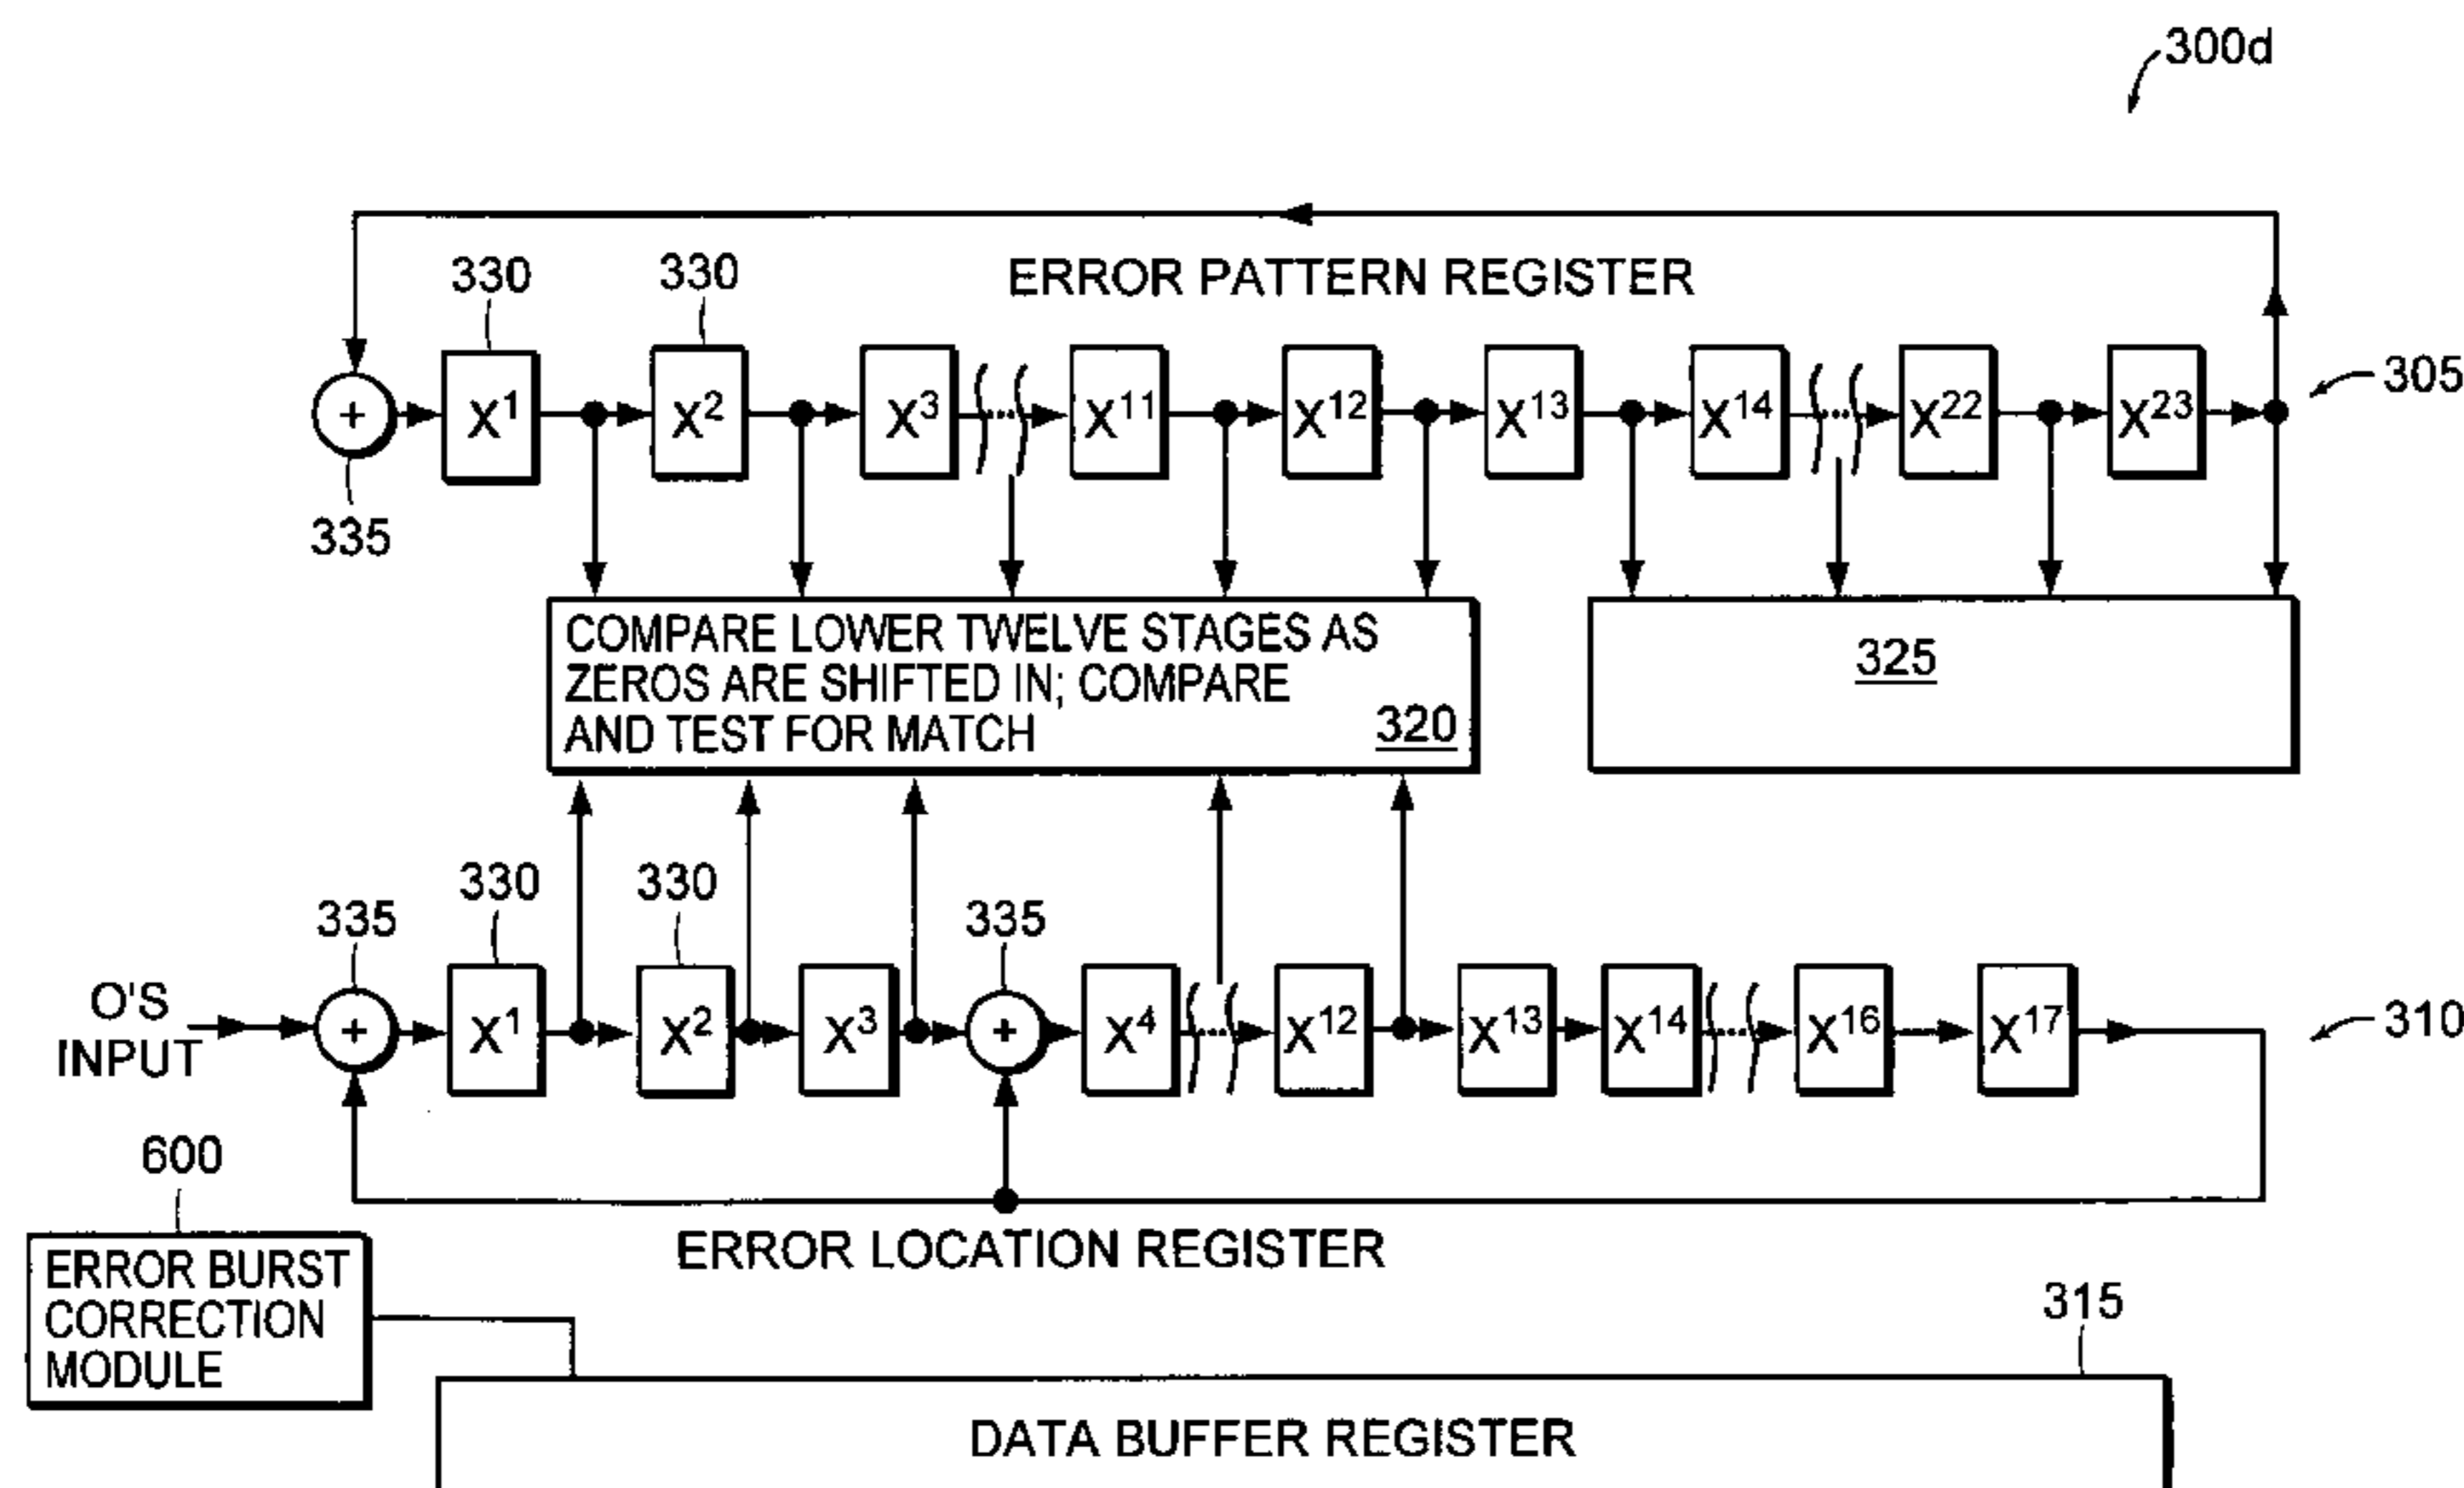 300d
330 330 ERROR PATTERN REGISTER
+ X¹ X² X³ ... X¹¹ X¹² X¹³ X¹⁴ ... X²² X²³ 305
335
COMPARE LOWER TWELVE STAGES AS
ZEROS ARE SHIFTED IN; COMPARE
AND TEST FOR MATCH 320
325
335 330 330 335
O'S
INPUT
+ X¹ X² X³ + X⁴ ... X¹² X¹³ X¹⁴ ... X¹⁶ X¹⁷ 310
600
ERROR LOCATION REGISTER
ERROR BURST
CORRECTION
MODULE
315
DATA BUFFER REGISTER